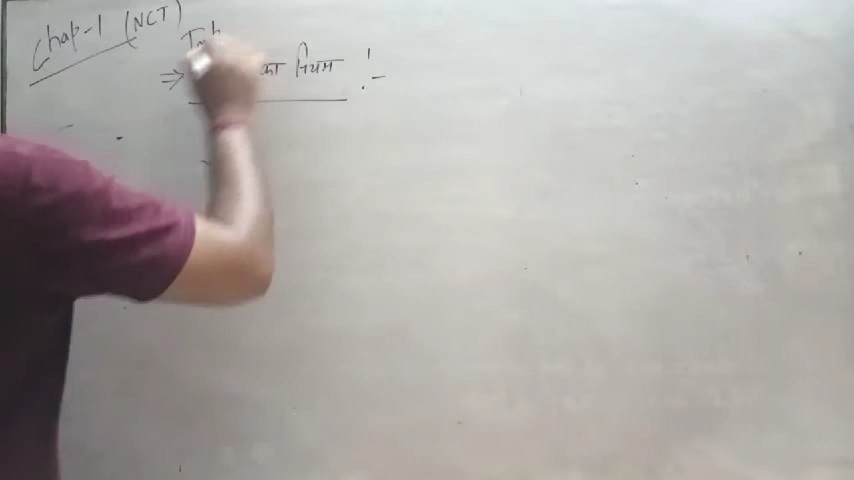 Chap-1 (NCT)
⇒ का नियम :-